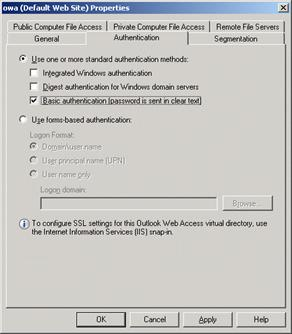 owa (Default Web Site) Properties
Public Computer File Access Private Computer File Access Remote File Servers
General Authentication Segmentation
Use one or more standard authentication methods:
Integrated Windows authentication
Digest authentication for Windows domain servers
Basic authentication (password is sent in clear text)
Use forms-based authentication:
Logon Format:
Domain\user name
User principal name (UPN)
User name only
Logon domain:
Browse...
To configure SSL settings for this Outlook Web Access virtual directory, use
the Internet Information Services (IIS) snap-in.
OK Cancel Apply Help